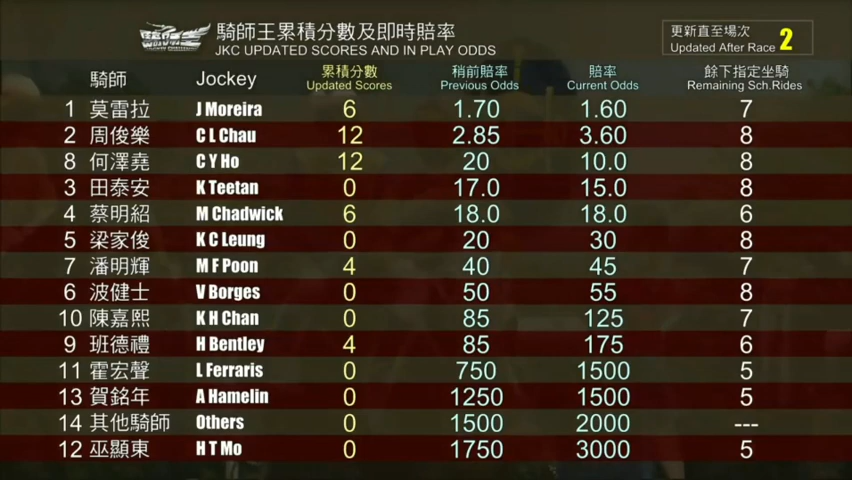 騎師王 騎師王累積分數及即時賠率
JOCKEY CHALLENGE JKC UPDATED SCORES AND IN PLAY ODDS
更新直至場次 2
Updated After Race
騎師 Jockey 累積分數 稍前賠率 賠率 餘下指定坐騎
Updated Scores Previous Odds Current Odds Remaining Sch.Rides
1 莫雷拉 J Moreira 6 1.70 1.60 7
2 周俊樂 C L Chau 12 2.85 3.60 8
8 何澤堯 C Y Ho 12 20 10.0 8
3 田泰安 K Teetan 0 17.0 15.0 8
4 蔡明紹 M Chadwick 6 18.0 18.0 6
5 梁家俊 K C Leung 0 20 30 8
7 潘明輝 M F Poon 4 40 45 7
6 波健士 V Borges 0 50 55 8
10 陳嘉熙 K H Chan 0 85 125 7
9 班德禮 H Bentley 4 85 175 6
11 霍宏聲 L Ferraris 0 750 1500 5
13 賀銘年 A Hamelin 0 1250 1500 5
14 其他騎師 Others 0 1500 2000 ---
12 巫顯東 H T Mo 0 1750 3000 5